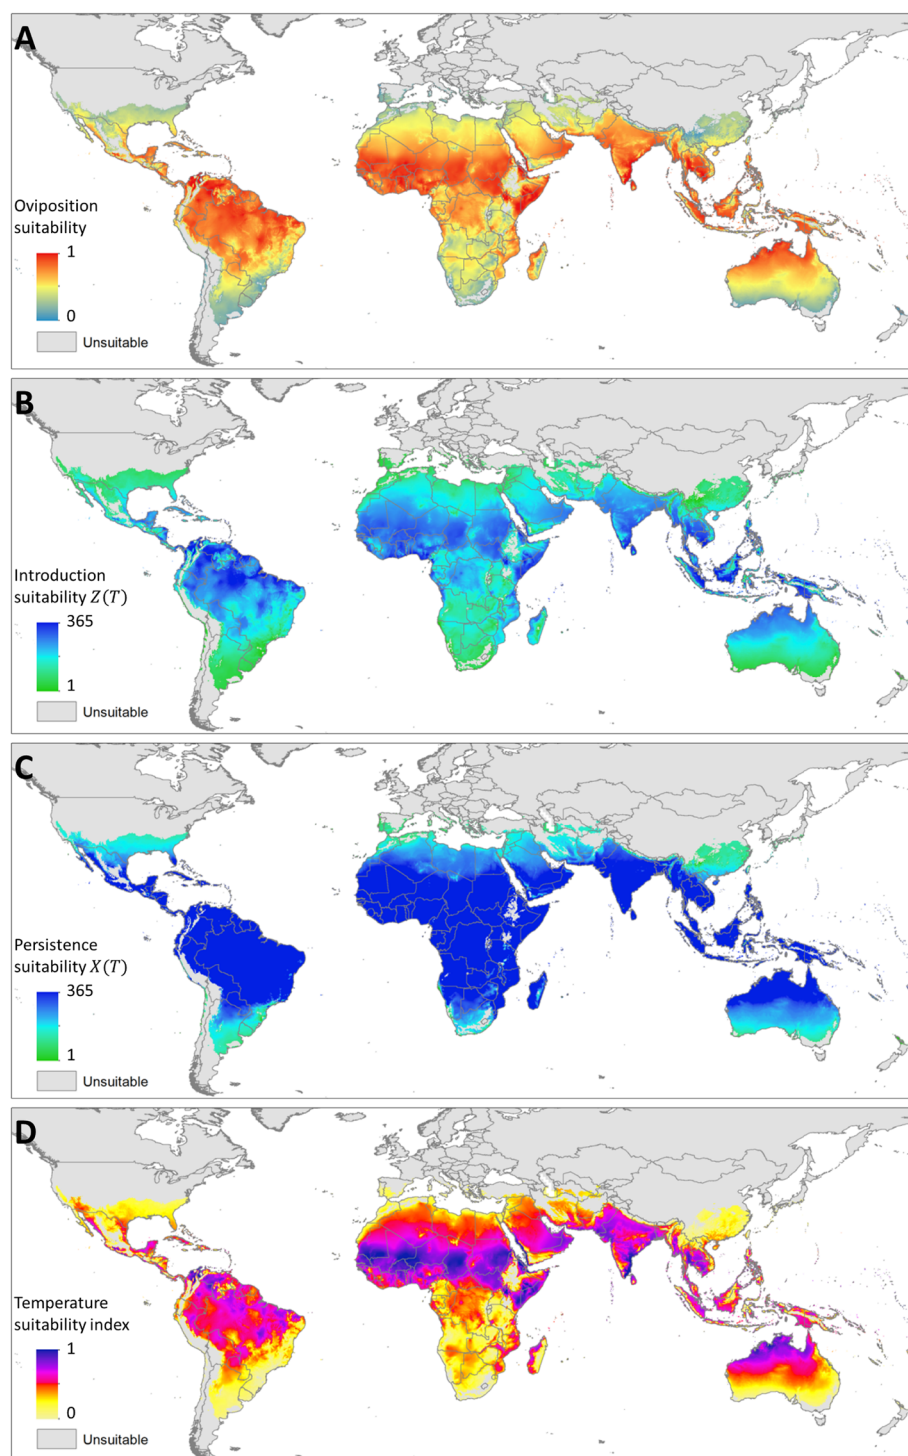 A
Oviposition
suitability
1
0
Unsuitable
B
Introduction
suitability Z(T)
365
1
Unsuitable
C
Persistence
suitability X(T)
365
1
Unsuitable
D
Temperature
suitability index
1
0
Unsuitable